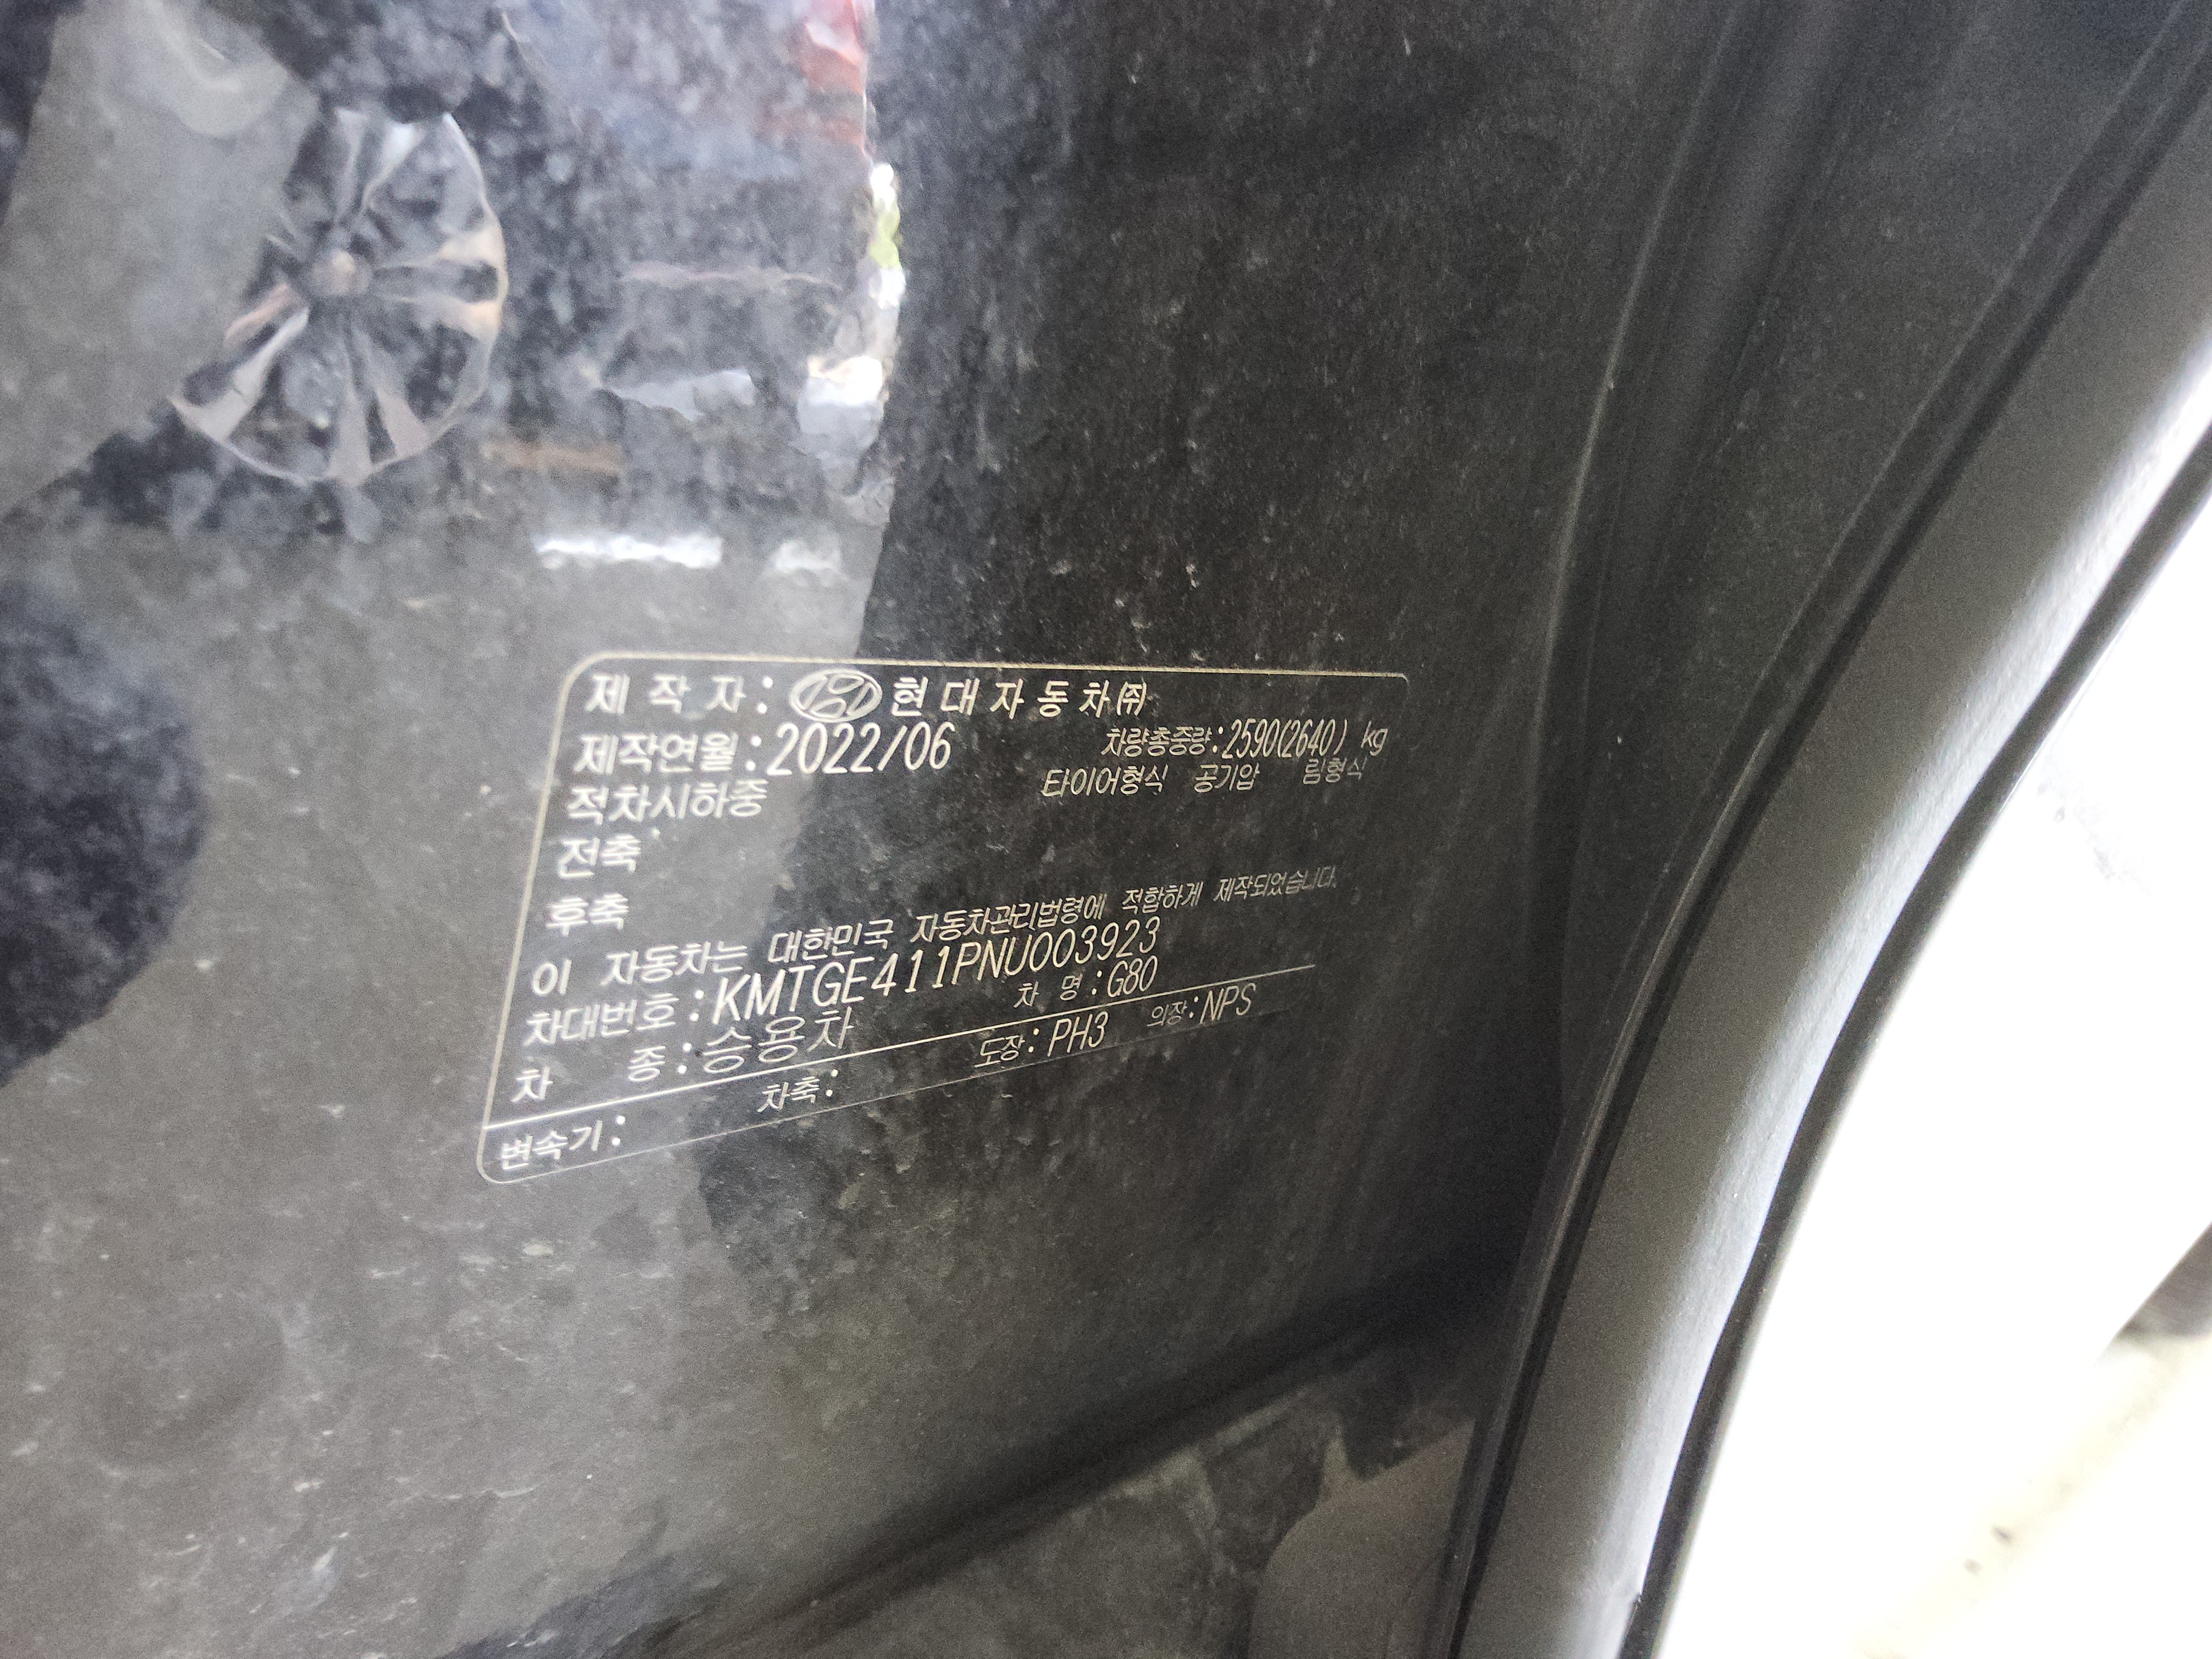 제 작 자 : 현 대 자 동 차 ㈜
제작연월 : 2022/06 차량총중량 : 2590(2640) kg
적차시하중 타이어형식 공기압 림형식
전축
후축
이 자동차는 대한민국 자동차관리법령에 적합하게 제작되었습니다.
차대번호 : KMTGE411PNU003923
차 종 : 승용차 차 명 : G80
변속기 : 차축 : 도장 : PH3 의장 : NPS